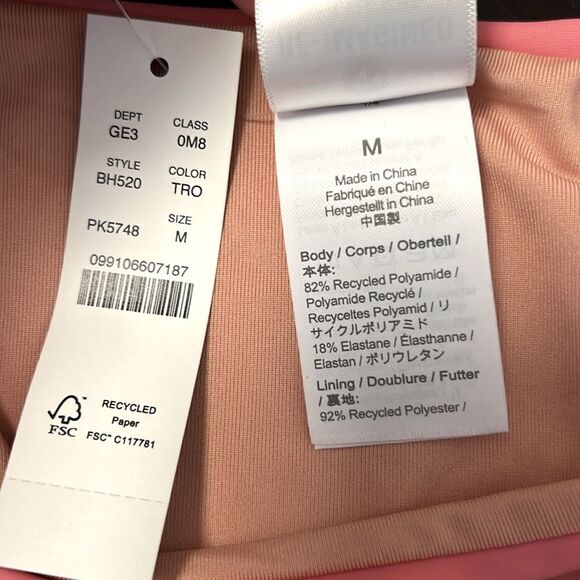 DEPT
GE3
CLASS
0M8
STYLE
BH520
COLOR
TRO
PK5748
SIZE
M
099106607187
FSC
RECYCLED
Paper
FSC™ C117781
M
Made in China
Fabriqué en Chine
Hergestellt in China
中国製
Body / Corps / Oberteil /
本体:
82% Recycled Polyamide /
Polyamide Recyclé /
Recyceltes Polyamid / リ
サイクルポリアミド
18% Elastane / Élasthanne /
Elastan / ポリウレタン
Lining / Doublure / Futter
/ 裏地:
92% Recycled Polyester /